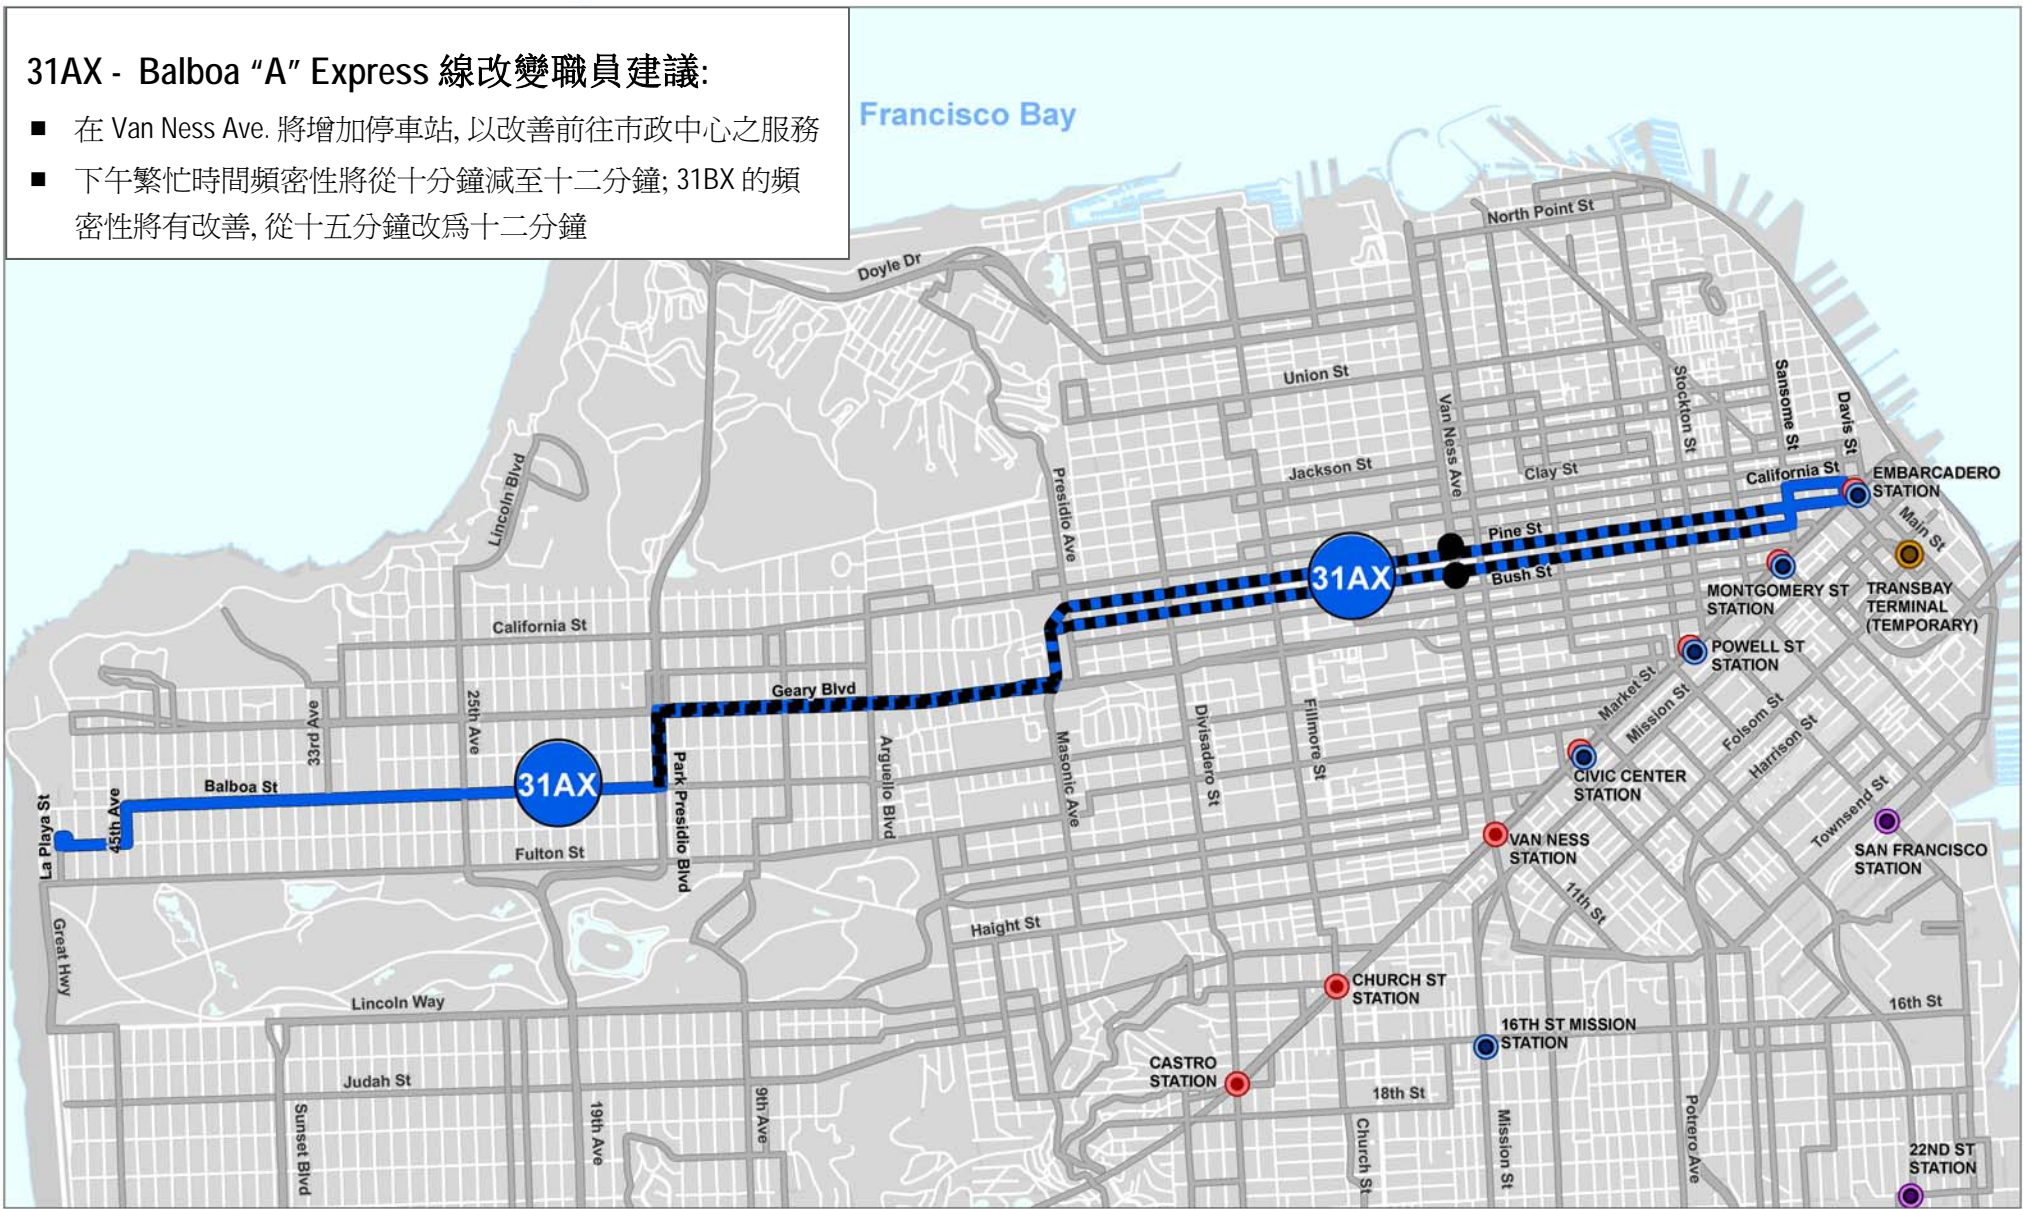 31AX - Balboa “A” Express 線改變職員建議:
■ 在 Van Ness Ave. 將增加停車站, 以改善前往市政中心之服務
■ 下午繁忙時間頻密性將從十分鐘減至十二分鐘; 31BX 的頻
密性將有改善, 從十五分鐘改爲十二分鐘
Francisco Bay
North Point St
Doyle Dr
Union St
Stockton St
Sansome St
Davis St
Van Ness Ave
Lincoln Blvd
Presidio Ave
Jackson St
Clay St
California St
EMBARCADERO
STATION
Main St
Pine St
Bush St
31AX
MONTGOMERY ST
STATION
TRANSBAY
TERMINAL
(TEMPORARY)
California St
POWELL ST
STATION
Geary Blvd
33rd Ave
25th Ave
Market St
Mission St
Folsom St
Harrison St
Divisadero St
Fillmore St
Arguello Blvd
Masonic Ave
Park Presidio Blvd
31AX
Balboa St
La Playa St
45th Ave
CIVIC CENTER
STATION
Townsend St
VAN NESS
STATION
SAN FRANCISCO
STATION
Fulton St
11th St
Haight St
Great Hwy
Lincoln Way
CHURCH ST
STATION
16th St
16TH ST MISSION
STATION
CASTRO
STATION
Judah St
18th St
Sunset Blvd
19th Ave
9th Ave
Church St
Mission St
Potrero Ave
22ND ST
STATION